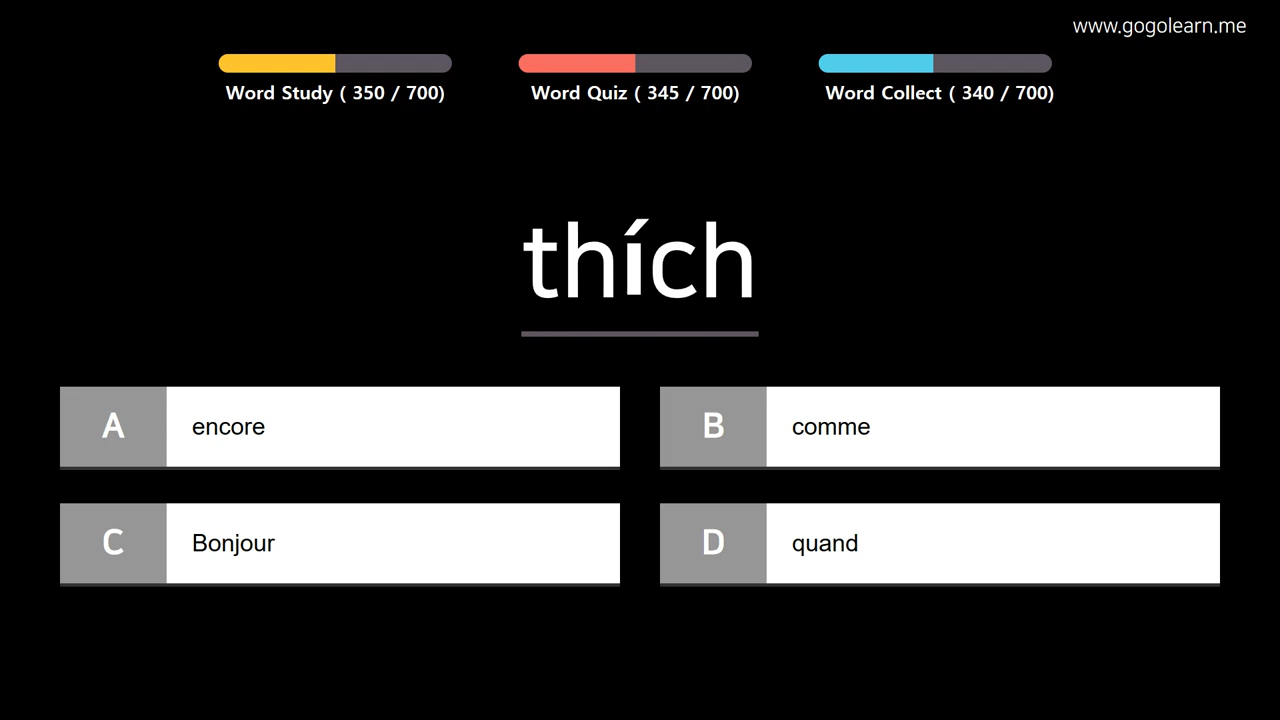 www.gogolearn.me
Word Study ( 350 / 700)
Word Quiz ( 345 / 700)
Word Collect ( 340 / 700)
thích
A encore
B comme
C Bonjour
D quand